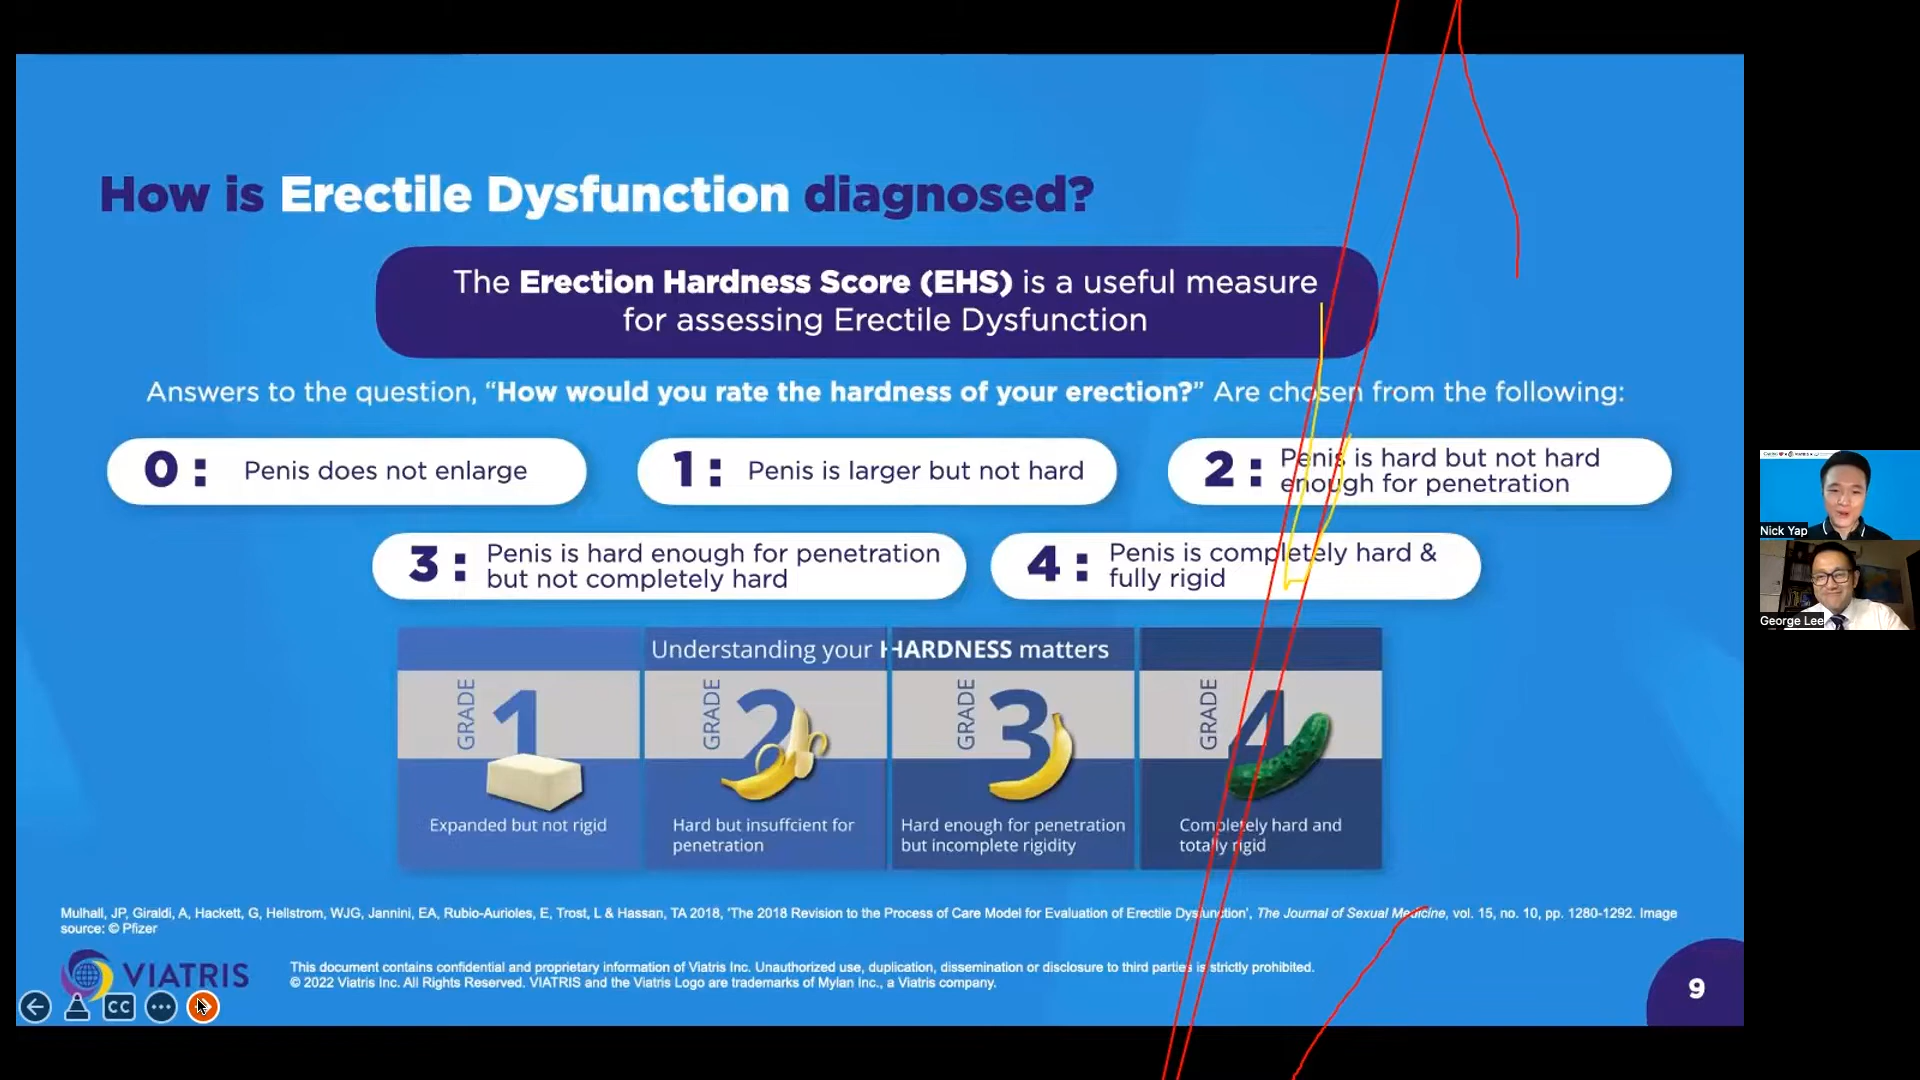 How is Erectile Dysfunction diagnosed?
The Erection Hardness Score (EHS) is a useful measure
for assessing Erectile Dysfunction
Answers to the question, “How would you rate the hardness of your erection?” Are chosen from the following:
0 : Penis does not enlarge
1 : Penis is larger but not hard
2 : Penis is hard but not hard
enough for penetration
3 : Penis is hard enough for penetration
but not completely hard
4 : Penis is completely hard &
fully rigid
Understanding your HARDNESS matters
GRADE 1
Expanded but not rigid
GRADE 2
Hard but insuffcient for
penetration
GRADE 3
Hard enough for penetration
but incomplete rigidity
GRADE 4
Completely hard and
totally rigid
Mulhall, JP, Giraldi, A, Hackett, G, Hellstrom, WJG, Jannini, EA, Rubio-Aurioles, E, Trost, L & Hassan, TA 2018, 'The 2018 Revision to the Process of Care Model for Evaluation of Erectile Dysfunction', The Journal of Sexual Medicine, vol. 15, no. 10, pp. 1280-1292. Image
source: © Pfizer
VIATRIS
This document contains confidential and proprietary information of Viatris Inc. Unauthorized use, duplication, dissemination or disclosure to third parties is strictly prohibited.
© 2022 Viatris Inc. All Rights Reserved. VIATRIS and the Viatris Logo are trademarks of Mylan Inc., a Viatris company.
CC
9
Nick Yap
George Lee